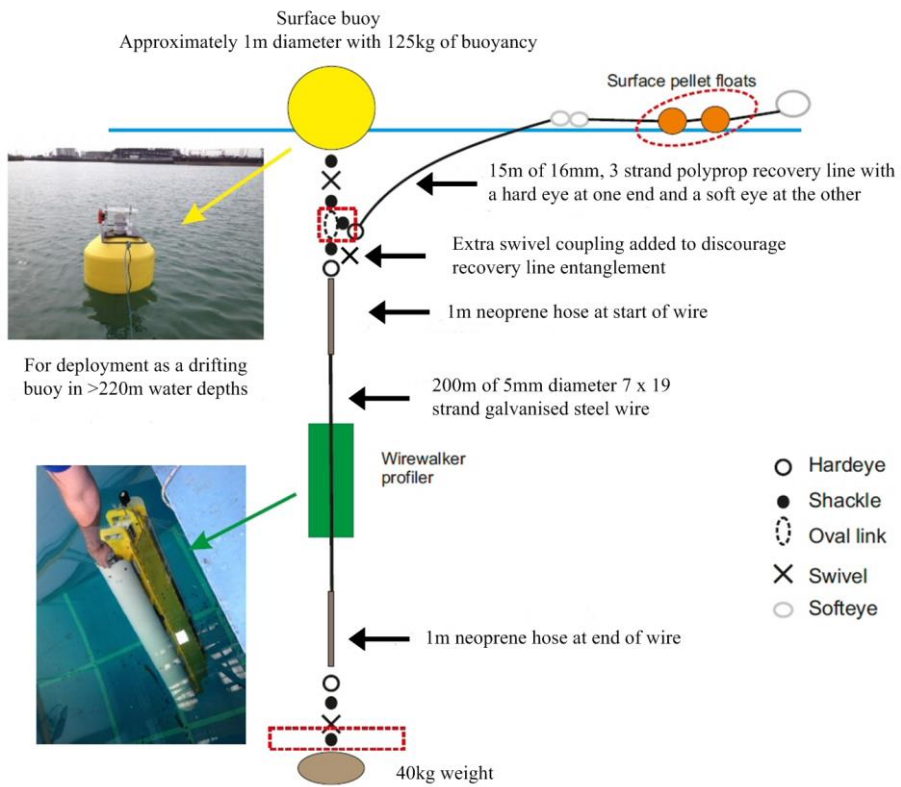 Surface buoy
Approximately 1m diameter with 125kg of buoyancy
Surface pellet floats
15m of 16mm, 3 strand polyprop recovery line with
a hard eye at one end and a soft eye at the other
Extra swivel coupling added to discourage
recovery line entanglement
1m neoprene hose at start of wire
For deployment as a drifting
buoy in >220m water depths
200m of 5mm diameter 7 x 19
strand galvanised steel wire
Wirewalker
profiler
Hardeye
Shackle
Oval link
Swivel
Softeye
1m neoprene hose at end of wire
40kg weight